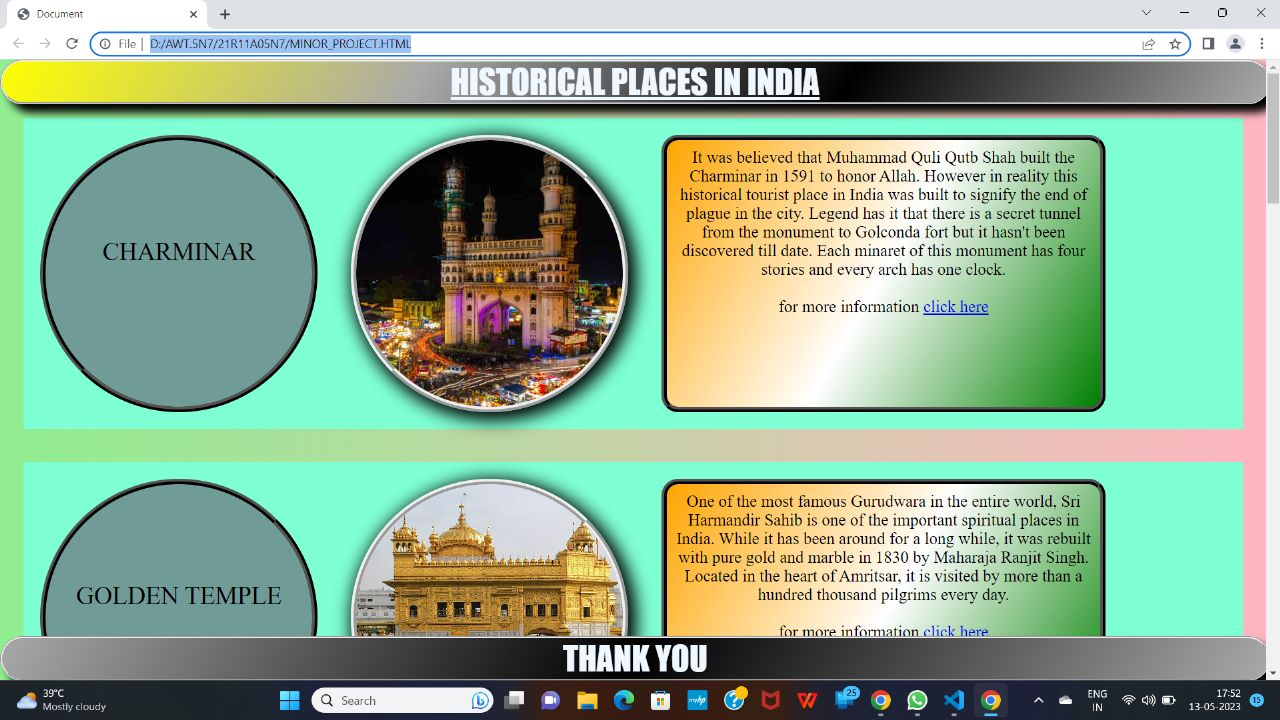 Document
File
D:/AWT.5N7/21R11A05N7/MINOR_PROJECT.HTML
HISTORICAL PLACES IN INDIA
CHARMINAR
It was believed that Muhammad Quli Qutb Shah built the
Charminar in 1591 to honor Allah. However in reality this
historical tourist place in India was built to signify the end of
plague in the city. Legend has it that there is a secret tunnel
from the monument to Golconda fort but it hasn't been
discovered till date. Each minaret of this monument has four
stories and every arch has one clock.
for more information click here
GOLDEN TEMPLE
One of the most famous Gurudwara in the entire world, Sri
Harmandir Sahib is one of the important spiritual places in
India. While it has been around for a long while, it was rebuilt
with pure gold and marble in 1830 by Maharaja Ranjit Singh.
Located in the heart of Amritsar, it is visited by more than a
hundred thousand pilgrims every day.
for more information click here
THANK YOU
39°C
Mostly cloudy
Search
25
ENG
IN
17:52
13-05-2023
15